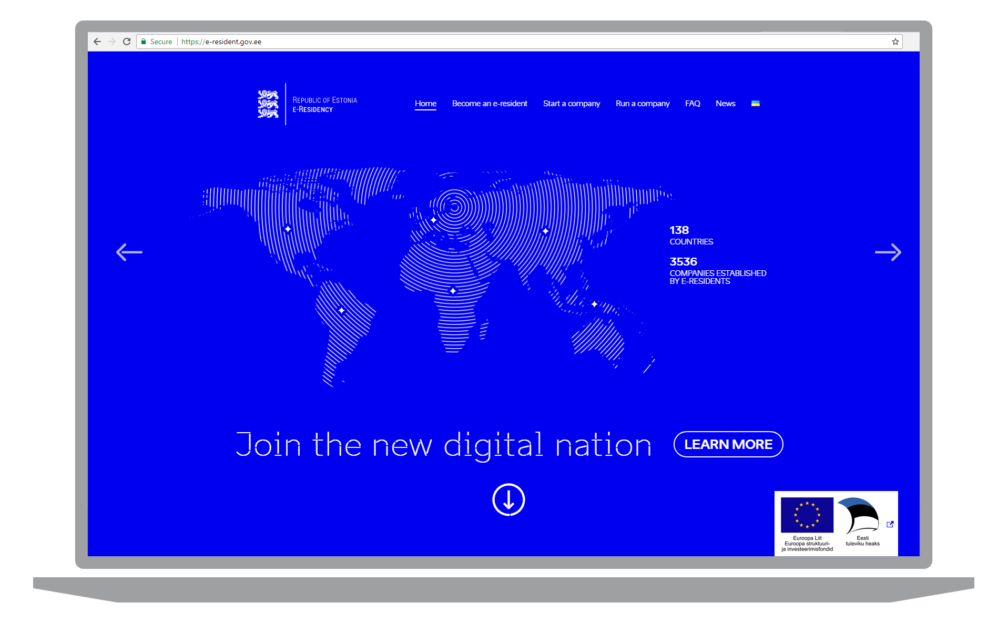 Secure | https://e-resident.gov.ee
REPUBLIC OF ESTONIA
E-RESIDENCY
Home Become an e-resident Start a company Run a company FAQ News
138
COUNTRIES
3536
COMPANIES ESTABLISHED
BY E-RESIDENTS
Join the new digital nation
LEARN MORE
Euroopa Liit
Euroopa struktuuri-
ja investeerimisfondid
Eesti
tuleviku heaks